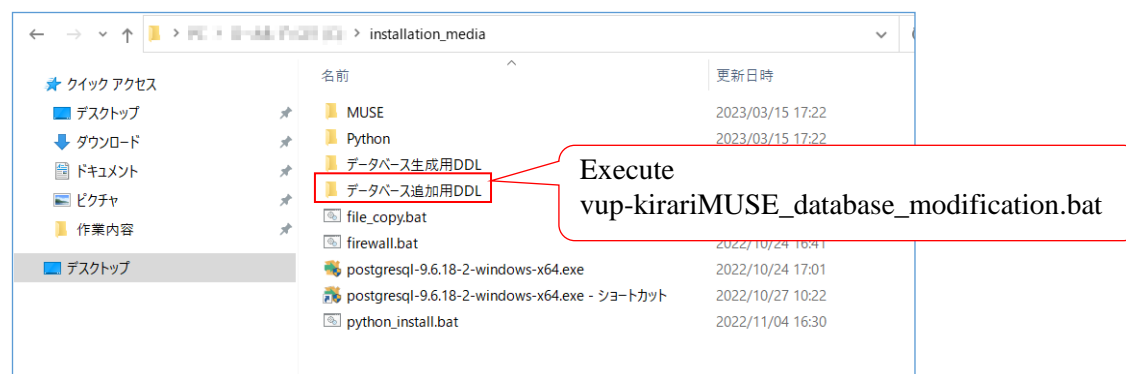 installation_media
クイック アクセス
デスクトップ
ダウンロード
ドキュメント
ピクチャ
作業内容
デスクトップ
名前 更新日時
MUSE 2023/03/15 17:22
Python 2023/03/15 17:22
データベース生成用DDL
データベース追加用DDL
file_copy.bat
firewall.bat 2022/10/24 16:41
postgresql-9.6.18-2-windows-x64.exe 2022/10/24 17:01
postgresql-9.6.18-2-windows-x64.exe - ショートカット 2022/10/27 10:22
python_install.bat 2022/11/04 16:30
Execute
vup-kirariMUSE_database_modification.bat